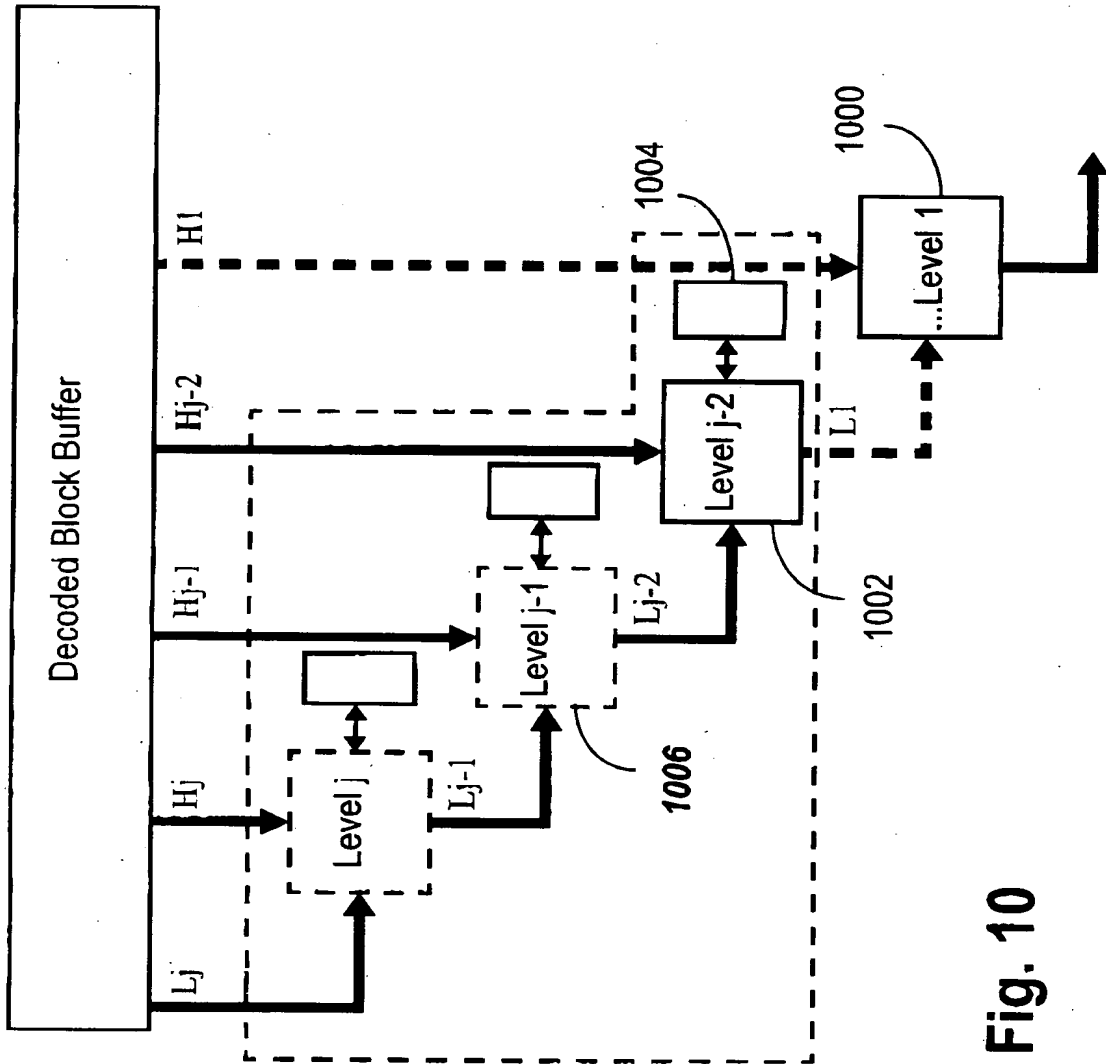 Decoded Block Buffer
Lj
Hj
Hj-1
Hj-2
H1
Level j
Lj-1
Level j-1
1006
Lj-2
Level j-2
1002
1004
L1
...Level 1
1000
Fig. 10